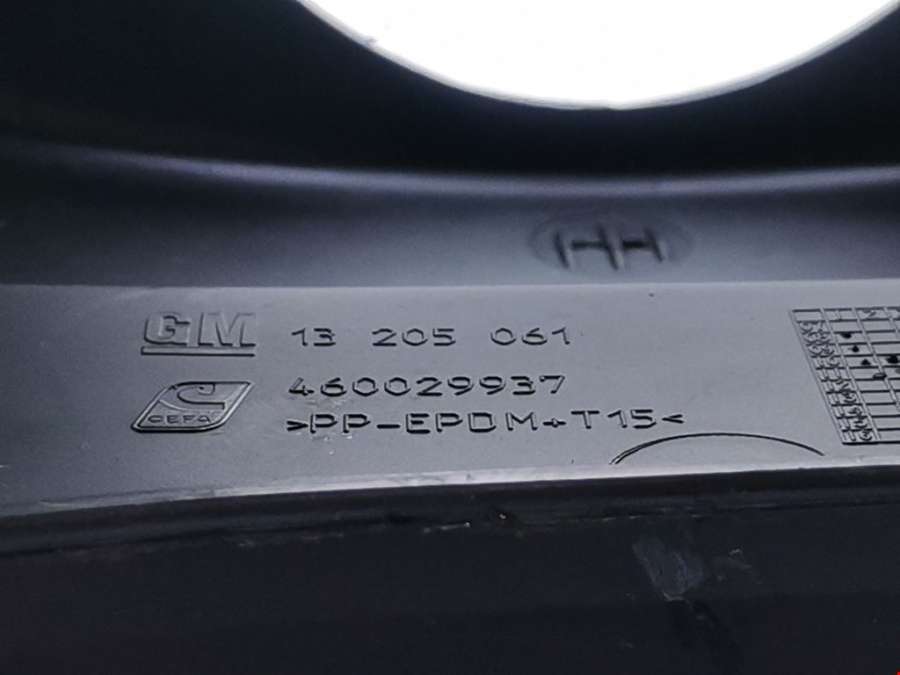 HH
GM 13 205 061
460029937
CEFA >PP-EPDM+T15<